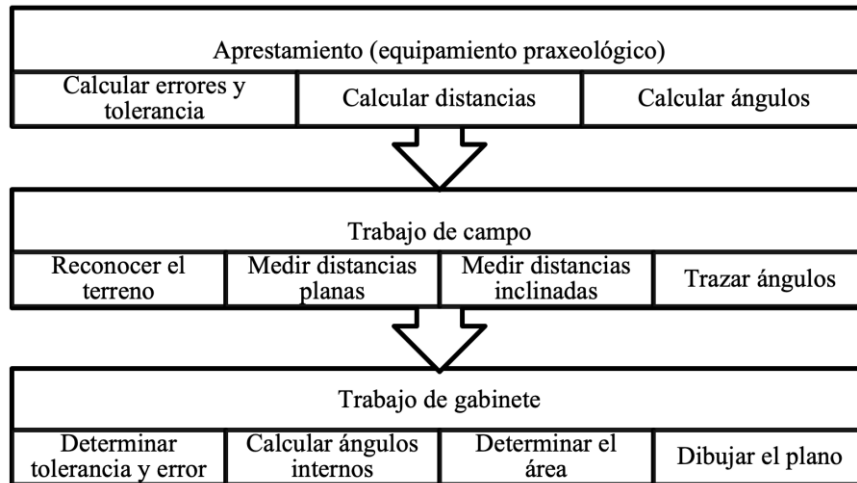 Aprestamiento (equipamiento praxeológico)
Calcular errores y
tolerancia
Calcular distancias
Calcular ángulos
Trabajo de campo
Reconocer el
terreno
Medir distancias
planas
Medir distancias
inclinadas
Trazar ángulos
Trabajo de gabinete
Determinar
tolerancia y error
Calcular ángulos
internos
Determinar el
área
Dibujar el plano